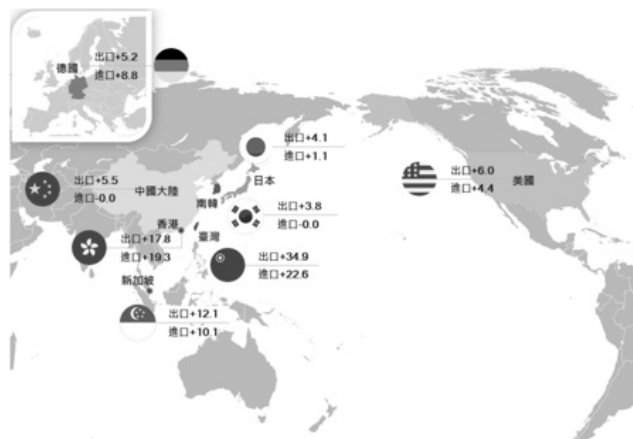 德國
出口+5.2
進口+8.8
出口+4.1
進口+1.1
日本
出口+5.5
進口-0.0
中國大陸
南韓
出口+3.8
進口-0.0
出口+6.0
進口+4.4
美國
香港
出口+17.8
進口+19.3
臺灣
出口+34.9
進口+22.6
新加坡
出口+12.1
進口+10.1